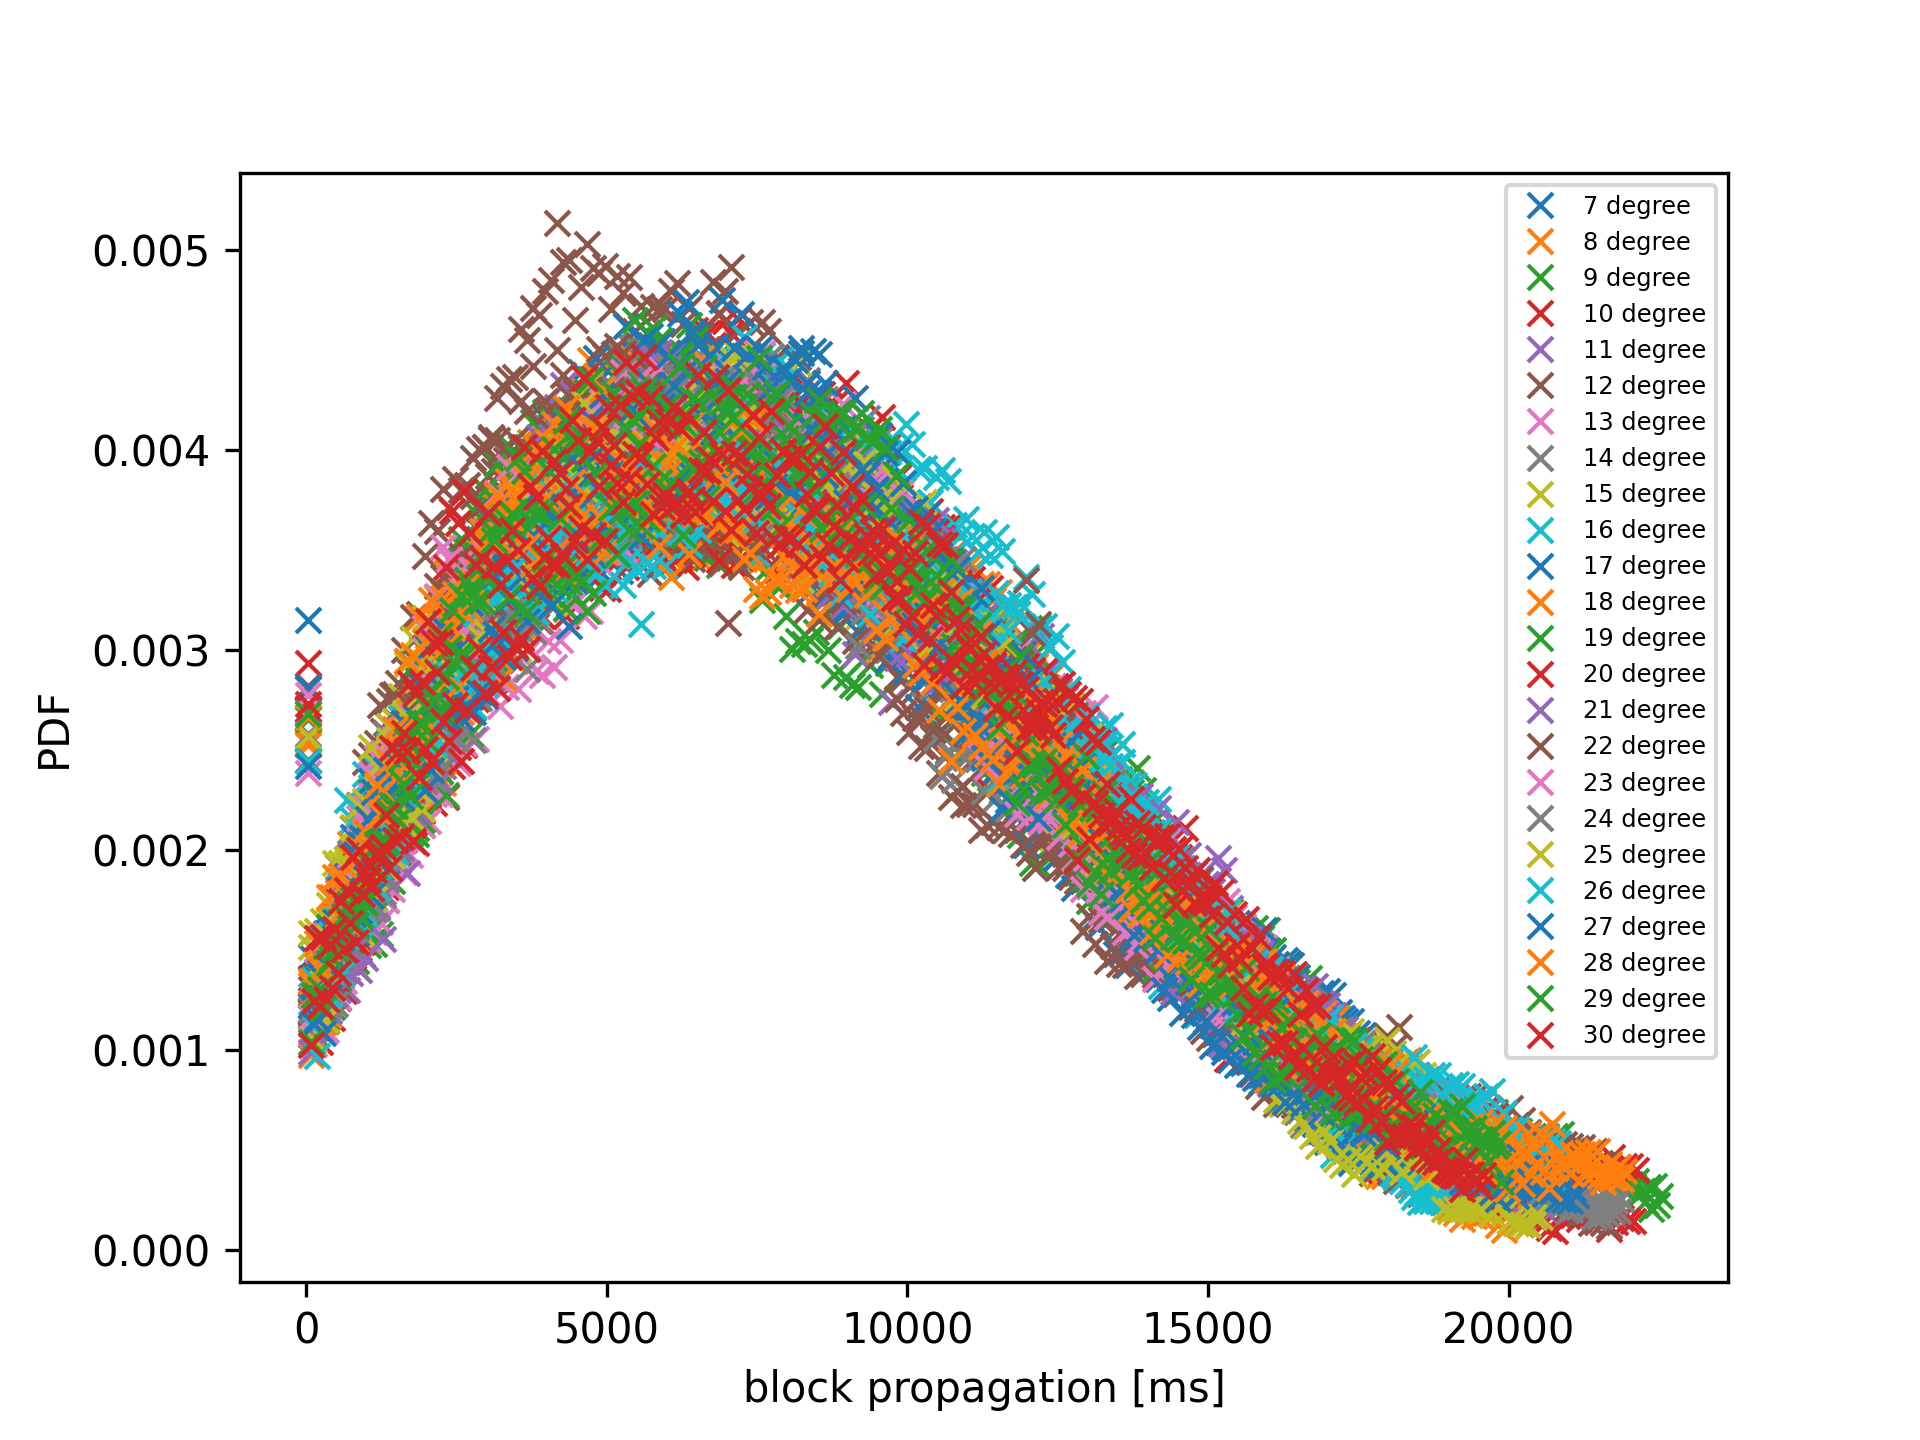 0.005
0.004
0.003
0.002
0.001
0.000
PDF
0
5000
10000
15000
20000
block propagation [ms]
7 degree
8 degree
9 degree
10 degree
11 degree
12 degree
13 degree
14 degree
15 degree
16 degree
17 degree
18 degree
19 degree
20 degree
21 degree
22 degree
23 degree
24 degree
25 degree
26 degree
27 degree
28 degree
29 degree
30 degree